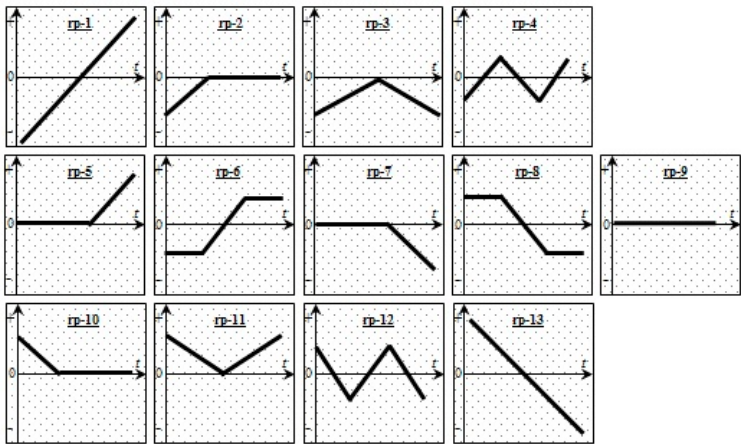 rp-1 rp-2 rp-3 rp-4
+ + + +
t t t t
0 0 0 0
- - - -
rp-5 rp-6 rp-7 rp-8 rp-9
+ + + + +
t t t t t
0 0 0 0 0
- - - - -
rp-10 rp-11 rp-12 rp-13
+ + + +
t t t t
0 0 0 0
- - - -